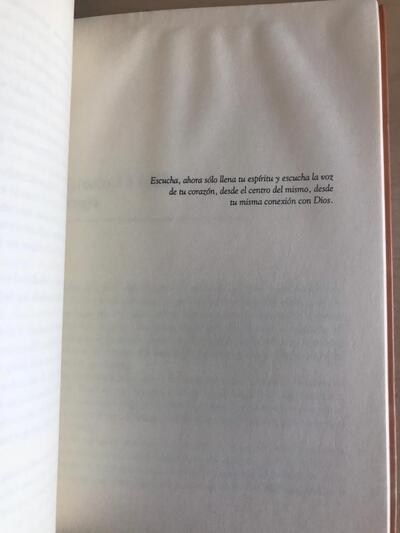 Escucha, ahora sólo llena tu espíritu y escucha la voz
de tu corazón, desde el centro del mismo, desde
tu misma conexión con Dios.